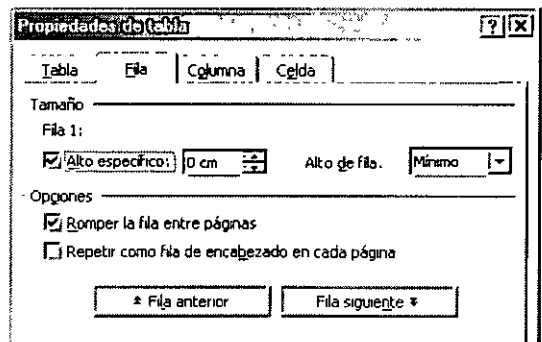 Propiedades de tabla
Tabla Fila Columna Celda
Tamaño
Fila 1:
Alto específico: 0 cm Alto de fila: Mínimo
Opciones
Romper la fila entre páginas
Repetir como fila de encabezado en cada página
Fila anterior Fila siguiente